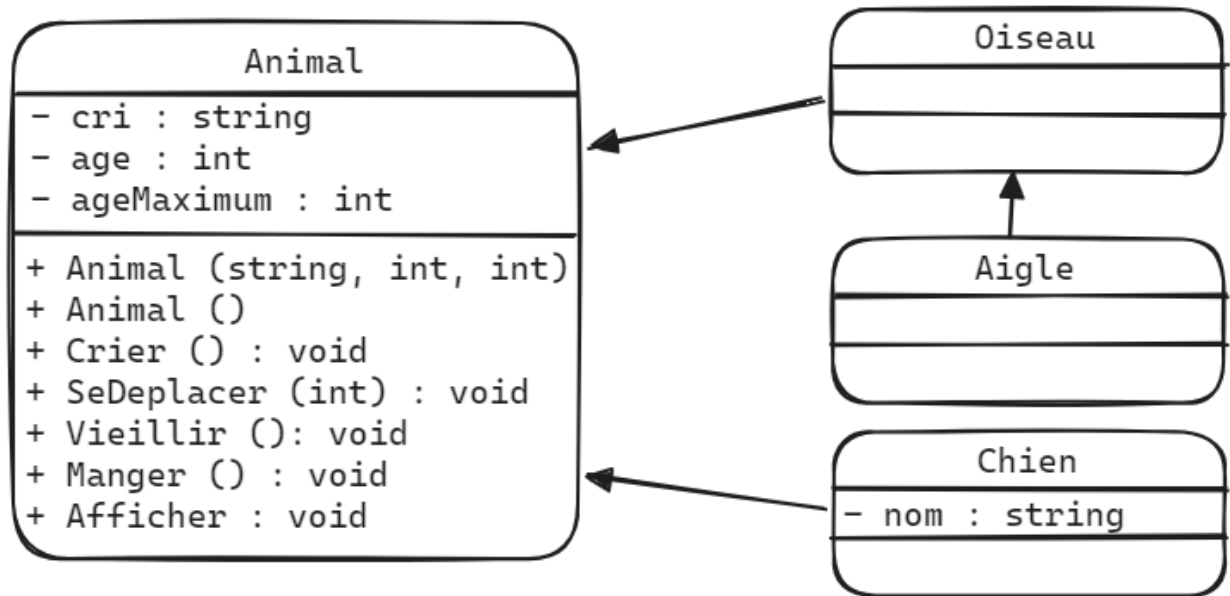 Animal
- cri : string
- age : int
- ageMaximum : int
+ Animal (string, int, int)
+ Animal ()
+ Crier () : void
+ SeDeplacer (int) : void
+ Vieillir (): void
+ Manger () : void
+ Afficher : void
Oiseau
Aigle
Chien
- nom : string